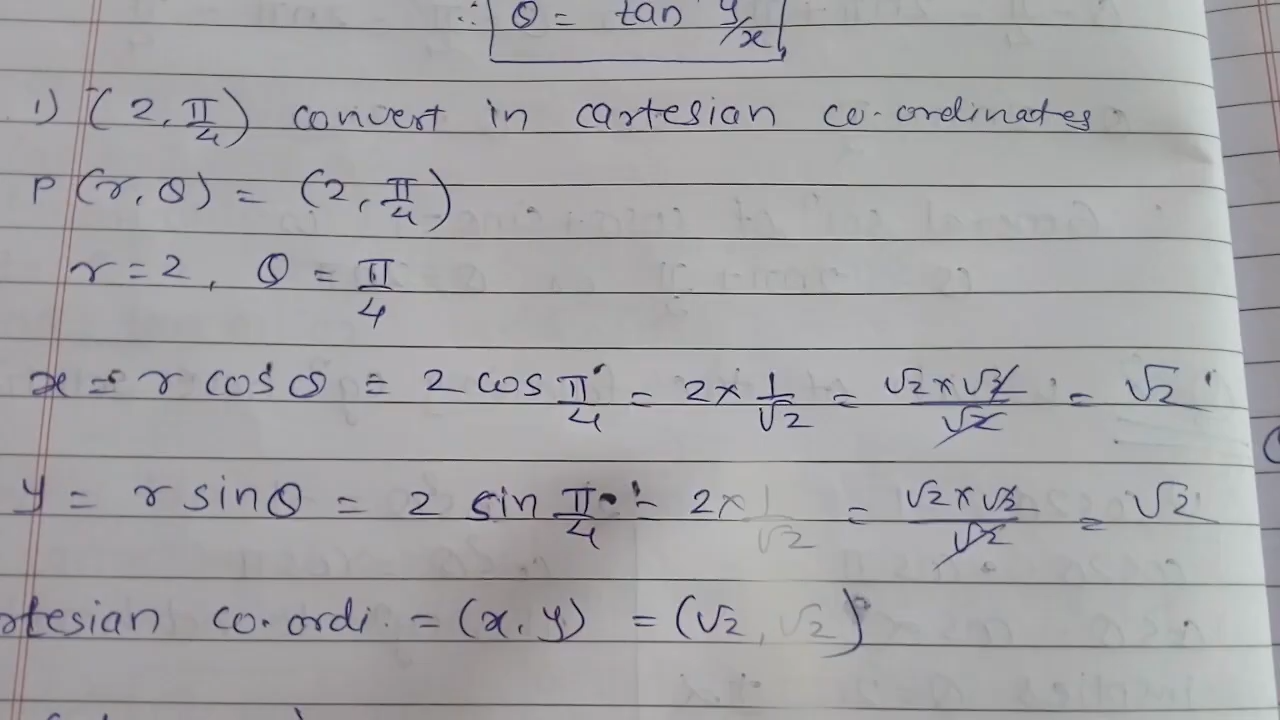 ∴ θ = tan y/x
1) (2, π/4) convert in cartesian co-ordinates
P(r, θ) = (2, π/4)
r = 2, θ = π/4
x = r cos θ = 2 cos π/4 = 2 × 1/√2 = √2 × √2/√2 = √2
y = r sin θ = 2 sin π/4 = 2 × 1/√2 = √2 × √2/√2 = √2
rtesian co.ordi. = (x, y) = (√2, √2)